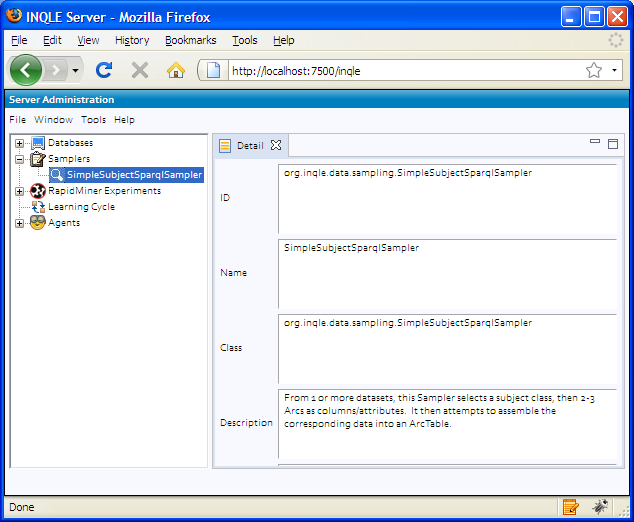 INQLE Server - Mozilla Firefox
File Edit View History Bookmarks Tools Help
http://localhost:7500/inqle
Server Administration
File Window Tools Help
Databases
Samplers
SimpleSubjectSparqlSampler
RapidMiner Experiments
Learning Cycle
Agents
Detail
ID
org.inqle.data.sampling.SimpleSubjectSparqlSampler
Name
SimpleSubjectSparqlSampler
Class
org.inqle.data.sampling.SimpleSubjectSparqlSampler
Description
From 1 or more datasets, this Sampler selects a subject class, then 2-3
Arcs as columns/attributes. It then attempts to assemble the
corresponding data into an ArcTable.
Done